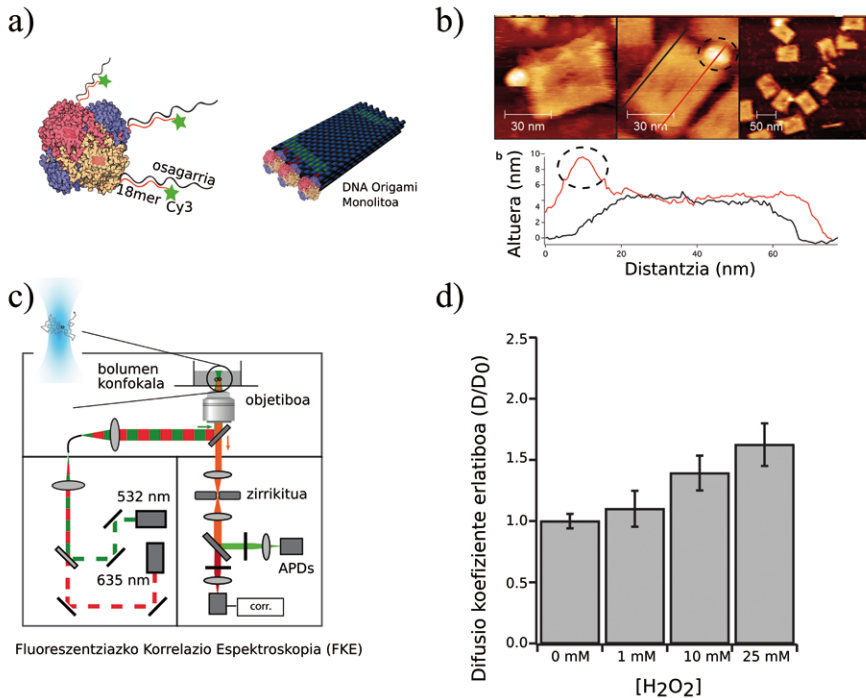 a)
osagarria
18mer
Cy3
DNA Origami
Monolitoa
b)
30 nm
30 nm
50 nm
b
Altuera (nm)
10
8
6
4
2
0
0
20
40
60
Distantzia (nm)
c)
bolumen
konfokala
objetiboa
zirrikitua
532 nm
635 nm
APDs
corr.
Fluoreszentziazko Korrelazio Espektroskopia (FKE)
d)
Difusio koefiziente erlatiboa (D/D0)
2.5
2.0
1.5
1.0
0.5
0.0
0 mM
1 mM
10 mM
25 mM
[H2O2]